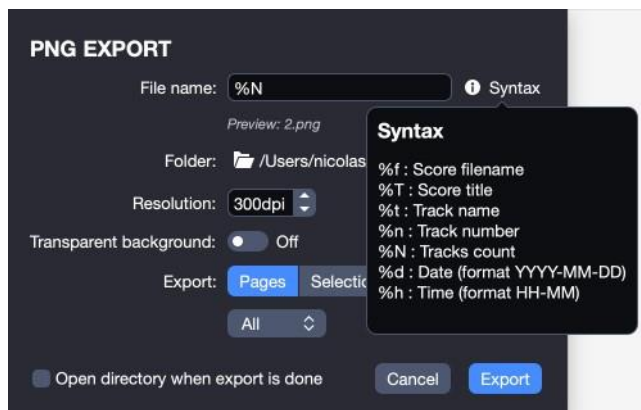 PNG EXPORT
File name: %N Syntax
Preview: 2.png
Folder: /Users/nicolas
Resolution: 300dpi
Transparent background: Off
Export: Pages
All
Open directory when export is done Cancel Export
Syntax
%f : Score filename
%T : Score title
%t : Track name
%n : Track number
%N : Tracks count
%d : Date (format YYYY-MM-DD)
%h : Time (format HH-MM)